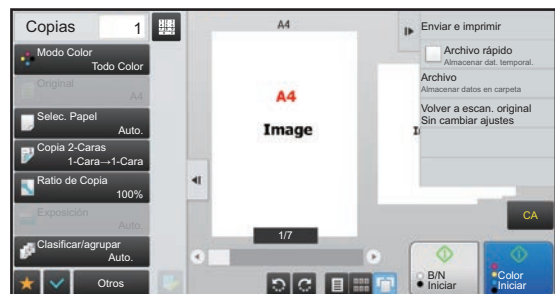 Copias 1
Modo Color
Todo Color
Original
A4
Selec. Papel
Auto.
Copia 2-Caras
1-Cara→1-Cara
Ratio de Copia
100%
Exposición
Auto.
Clasificar/agrupar
Auto.
Otros
A4
A4
Image
1/7
Enviar e imprimir
Archivo rápido
Almacenar dat. temporal.
Archivo
Almacenar datos en carpeta
Volver a escan. original
Sin cambiar ajustes
CA
B/N
Iniciar
Color
Iniciar